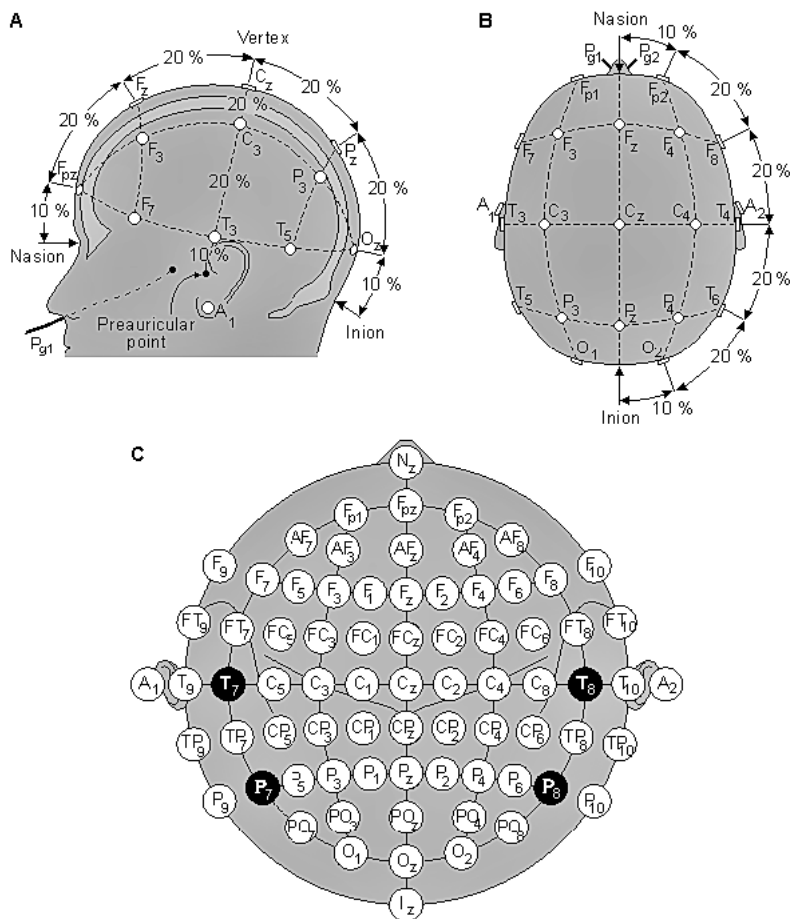 A
Vertex
20 %
20 %
Fz
Cz
20 %
20 %
20 %
F3
C3
Pz
Fpz
20 %
P3
20 %
F7
10 %
T3
T5
Oz
Nasion
10 %
10 %
A1
Preauricular
point
Inion
Pg1
B
Nasion
10 %
Pg1
Pg2
Fp1
Fp2
20 %
F7
F3
Fz
F4
F8
20 %
A1
T3
C3
Cz
C4
T4
A2
20 %
T5
P3
Pz
P4
T6
O1
O2
20 %
10 %
Inion
C
Nz
Fp1 Fpz Fp2
AF7 AF3 AFz AF4 AF8
F9 F7 F5 F3 F1 Fz F2 F4 F6 F8 F10
FT9 FT7 FC5 FC3 FC1 FCz FC2 FC4 FC6 FT8 FT10
A1 T9 T7 C5 C3 C1 Cz C2 C4 C8 T8 T10 A2
TP9 TP7 CP5 CP3 CP1 CPz CP2 CP4 CP6 TP8 TP10
P9 P7 P5 P3 P1 Pz P2 P4 P6 P8 P10
PO7 PO3 POz PO4 PO8
O1 Oz O2
Iz